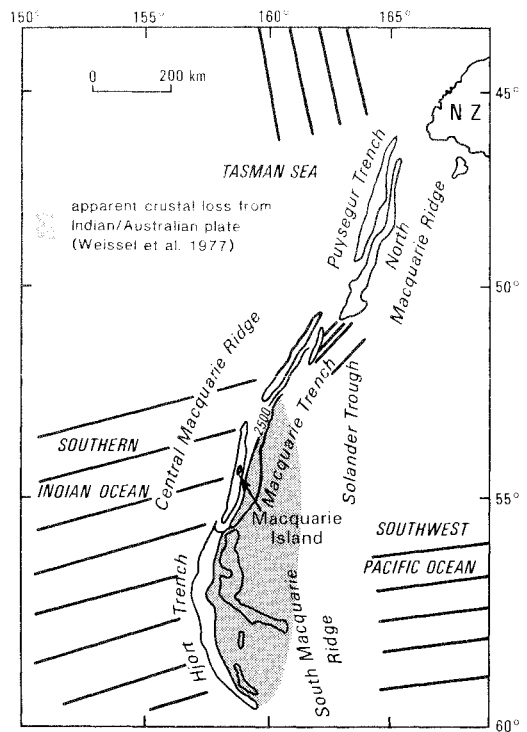 150°
155°
160°
165°
0 200 km
45°
N Z
TASMAN SEA
Puysegur Trench
apparent crustal loss from
Indian/Australian plate
(Weissel et al. 1977)
North
Macquarie Ridge
50°
Central Macquarie Ridge
2500
Macquarie Trench
Solander Trough
SOUTHERN
INDIAN OCEAN
Macquarie
Island
55°
SOUTHWEST
PACIFIC OCEAN
Hjort Trench
South Macquarie
Ridge
60°